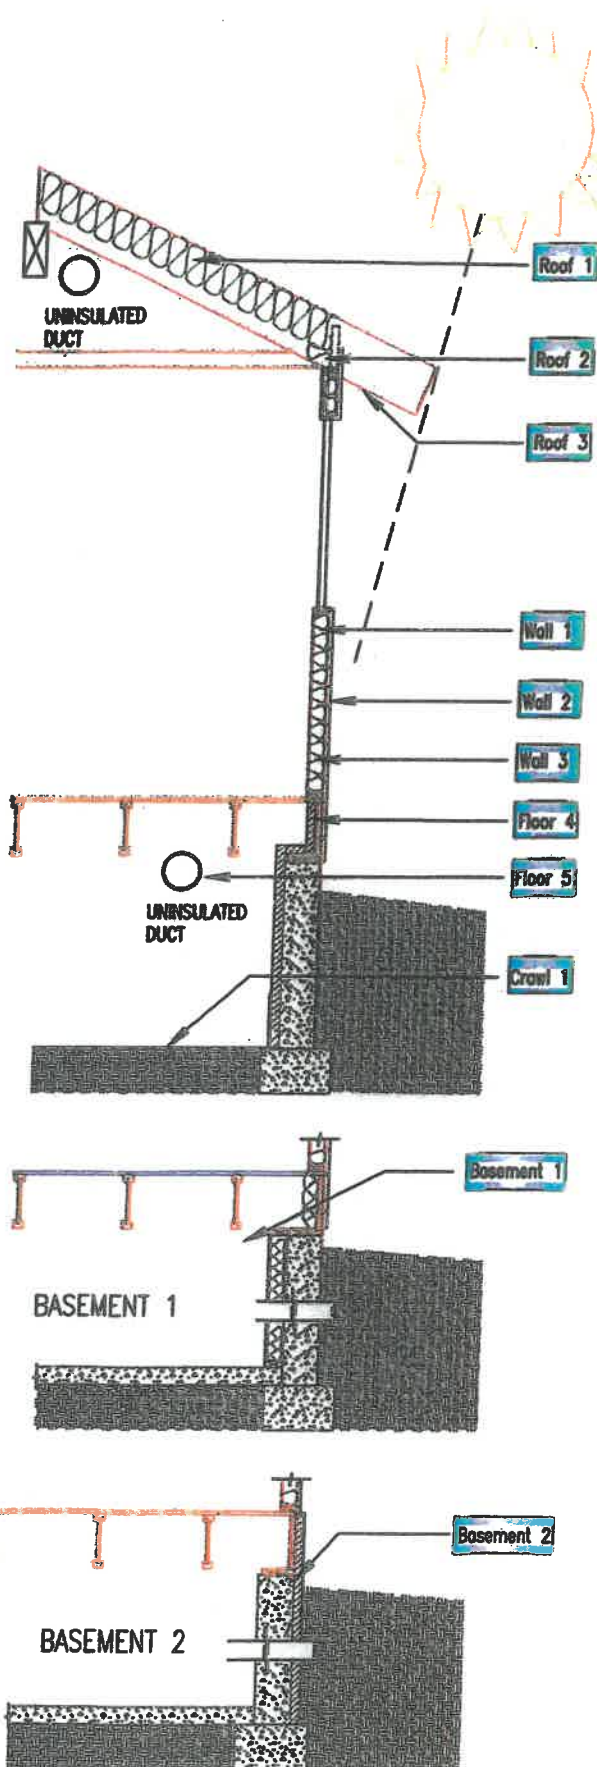 Roof 1
UNINSULATED
DUCT
Roof 2
Roof 3
Wall 1
Wall 2
Wall 3
Floor 4
Floor 5
UNINSULATED
DUCT
Crawl 1
Basement 1
BASEMENT 1
Basement 2
BASEMENT 2